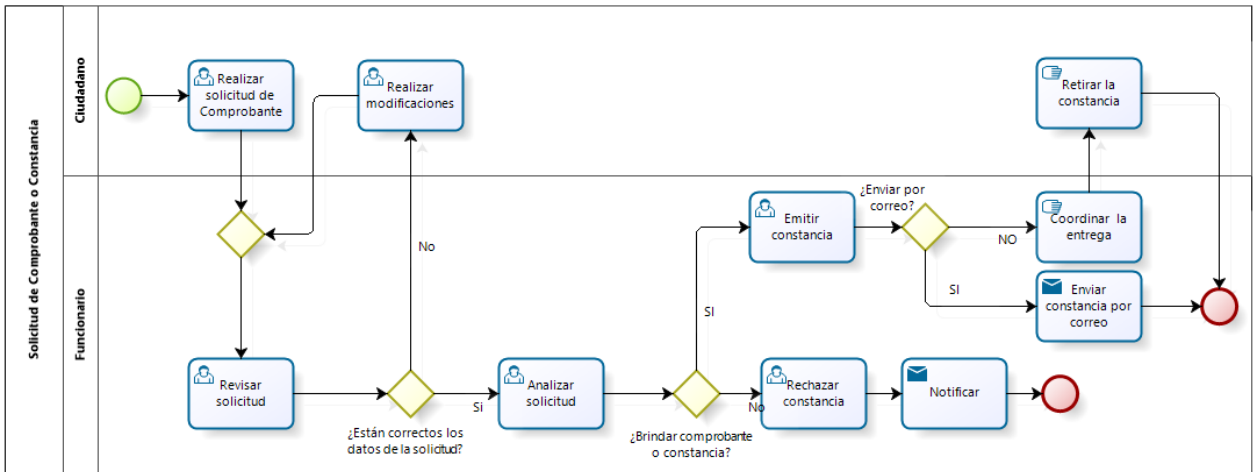 Solicitud de Comprobante o Constancia
Ciudadano
Realizar
solicitud de
Comprobante
Realizar
modificaciones
Retirar la
constancia
Funcionario
No
¿Enviar por
correo?
Emitir
constancia
NO
Coordinar la
entrega
SI
SI
Enviar
constancia por
correo
Revisar
solicitud
Si
Analizar
solicitud
No
Rechazar
constancia
Notificar
¿Están correctos los
datos de la solicitud?
¿Brindar comprobante
o constancia?